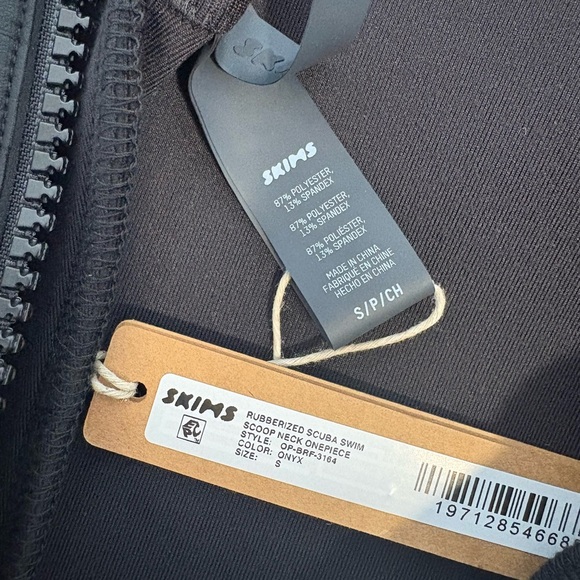 SKIMS
SKIMS
87% POLYESTER,
13% SPANDEX
87% POLYESTER,
13% SPANDEX
87% POLIÉSTER,
13% SPANDEX
MADE IN CHINA
FABRIQUÉ EN CHINE
HECHO EN CHINA
S/P/CH
SKIMS
RUBBERIZED SCUBA SWIM
SCOOP NECK ONEPIECE
STYLE: OP-BRF-3164
COLOR: ONYX
SIZE: S
19712854668